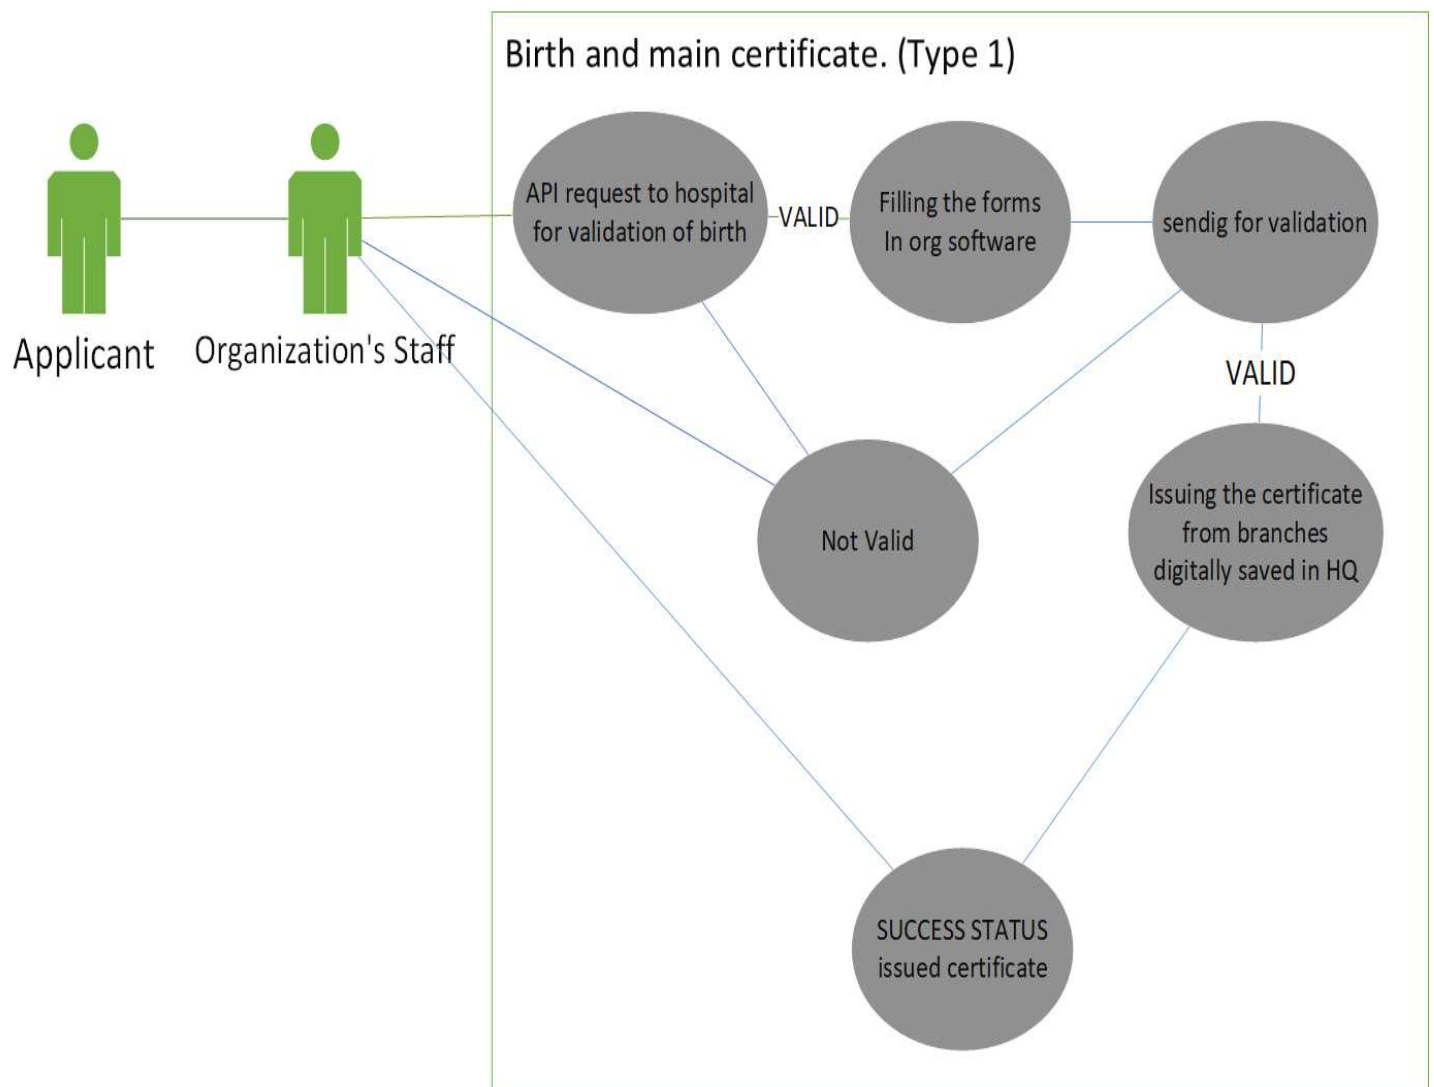 Birth and main certificate. (Type 1)
API request to hospital
for validation of birth
VALID
Filling the forms
In org software
sendig for validation
Applicant
Organization's Staff
VALID
Not Valid
Issuing the certificate
from branches
digitally saved in HQ
SUCCESS STATUS
issued certificate